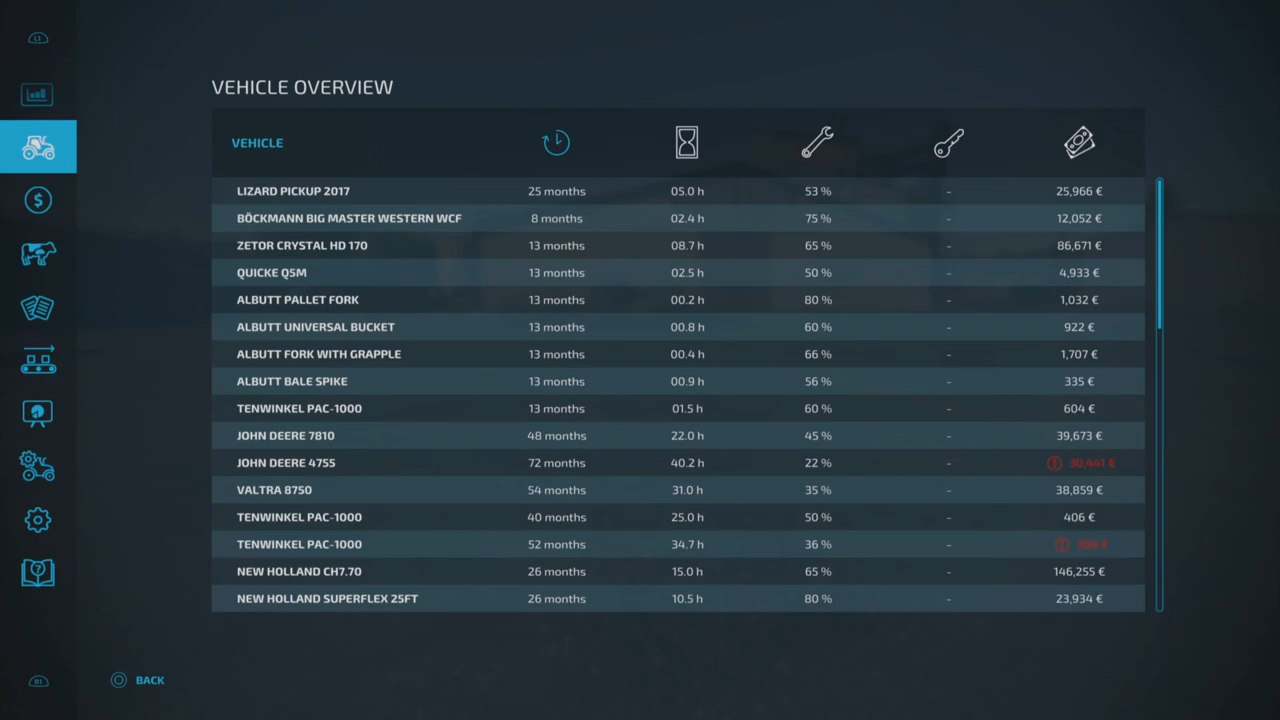 L1
VEHICLE OVERVIEW
VEHICLE
LIZARD PICKUP 2017 25 months 05.0 h 53 % - 25,966 €
BÖCKMANN BIG MASTER WESTERN WCF 8 months 02.4 h 75 % - 12,052 €
ZETOR CRYSTAL HD 170 13 months 08.7 h 65 % - 86,671 €
QUICKE Q5M 13 months 02.5 h 50 % - 4,933 €
ALBUTT PALLET FORK 13 months 00.2 h 80 % - 1,032 €
ALBUTT UNIVERSAL BUCKET 13 months 00.8 h 60 % - 922 €
ALBUTT FORK WITH GRAPPLE 13 months 00.4 h 66 % - 1,707 €
ALBUTT BALE SPIKE 13 months 00.9 h 56 % - 335 €
TENWINKEL PAC-1000 13 months 01.5 h 60 % - 604 €
JOHN DEERE 7810 48 months 22.0 h 45 % - 39,673 €
JOHN DEERE 4755 72 months 40.2 h 22 % - 30,441 €
VALTRA 8750 54 months 31.0 h 35 % - 38,859 €
TENWINKEL PAC-1000 40 months 25.0 h 50 % - 406 €
TENWINKEL PAC-1000 52 months 34.7 h 36 % -
NEW HOLLAND CH7.70 26 months 15.0 h 65 % - 146,255 €
NEW HOLLAND SUPERFLEX 25FT 26 months 10.5 h 80 % - 23,934 €
R1
BACK